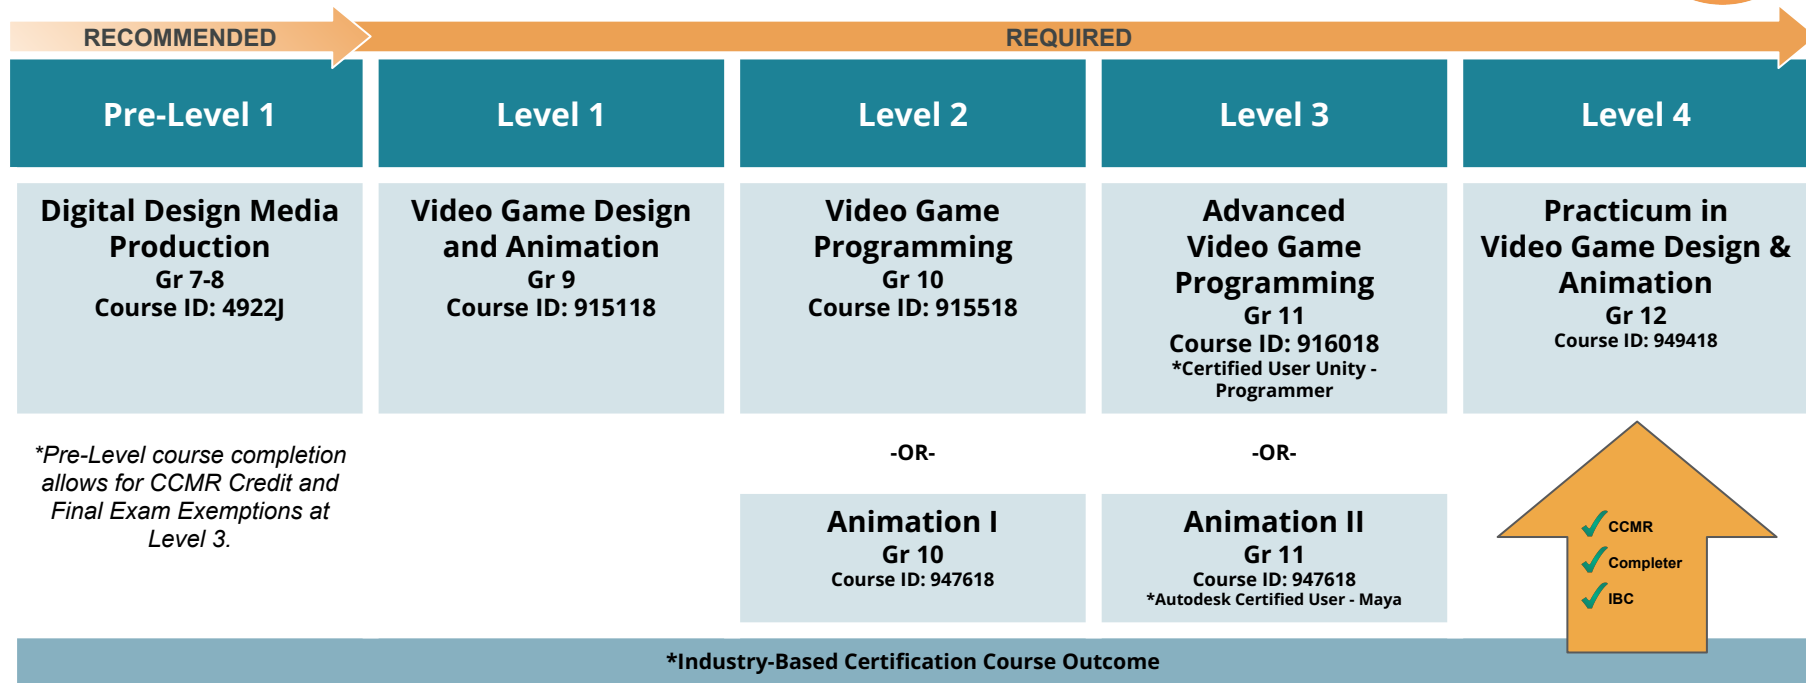 RECOMMENDED
REQUIRED
Pre-Level 1
Level 1
Level 2
Level 3
Level 4
Digital Design Media
Production
Gr 7-8
Course ID: 4922J
Video Game Design
and Animation
Gr 9
Course ID: 915118
Video Game
Programming
Gr 10
Course ID: 915518
Advanced
Video Game
Programming
Gr 11
Course ID: 916018
*Certified User Unity -
Programmer
Practicum in
Video Game Design &
Animation
Gr 12
Course ID: 949418
*Pre-Level course completion
allows for CCMR Credit and
Final Exam Exemptions at
Level 3.
-OR-
-OR-
Animation I
Gr 10
Course ID: 947618
Animation II
Gr 11
Course ID: 947618
*Autodesk Certified User - Maya
CCMR
Completer
IBC
*Industry-Based Certification Course Outcome